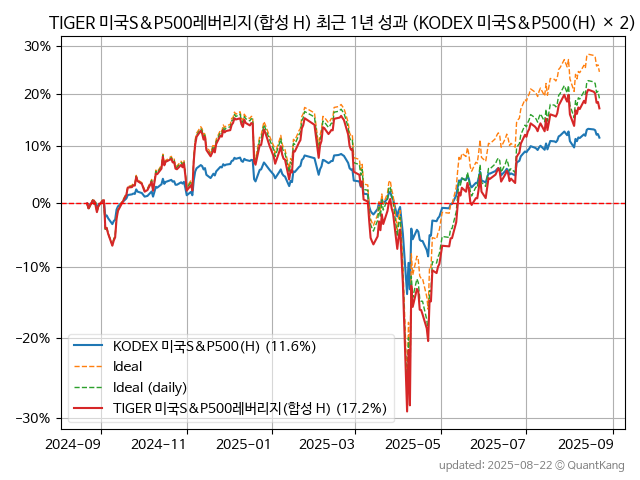 TIGER 미국S&P500레버리지(합성 H) 최근 1년 성과 (KODEX 미국S&P500(H) × 2)
30%
20%
10%
0%
−10%
−20%
−30%
KODEX 미국S&P500(H) (11.6%)
Ideal
Ideal (daily)
TIGER 미국S&P500레버리지(합성 H) (17.2%)
2024-09 2024-11 2025-01 2025-03 2025-05 2025-07 2025-09
updated: 2025-08-22 © QuantKang